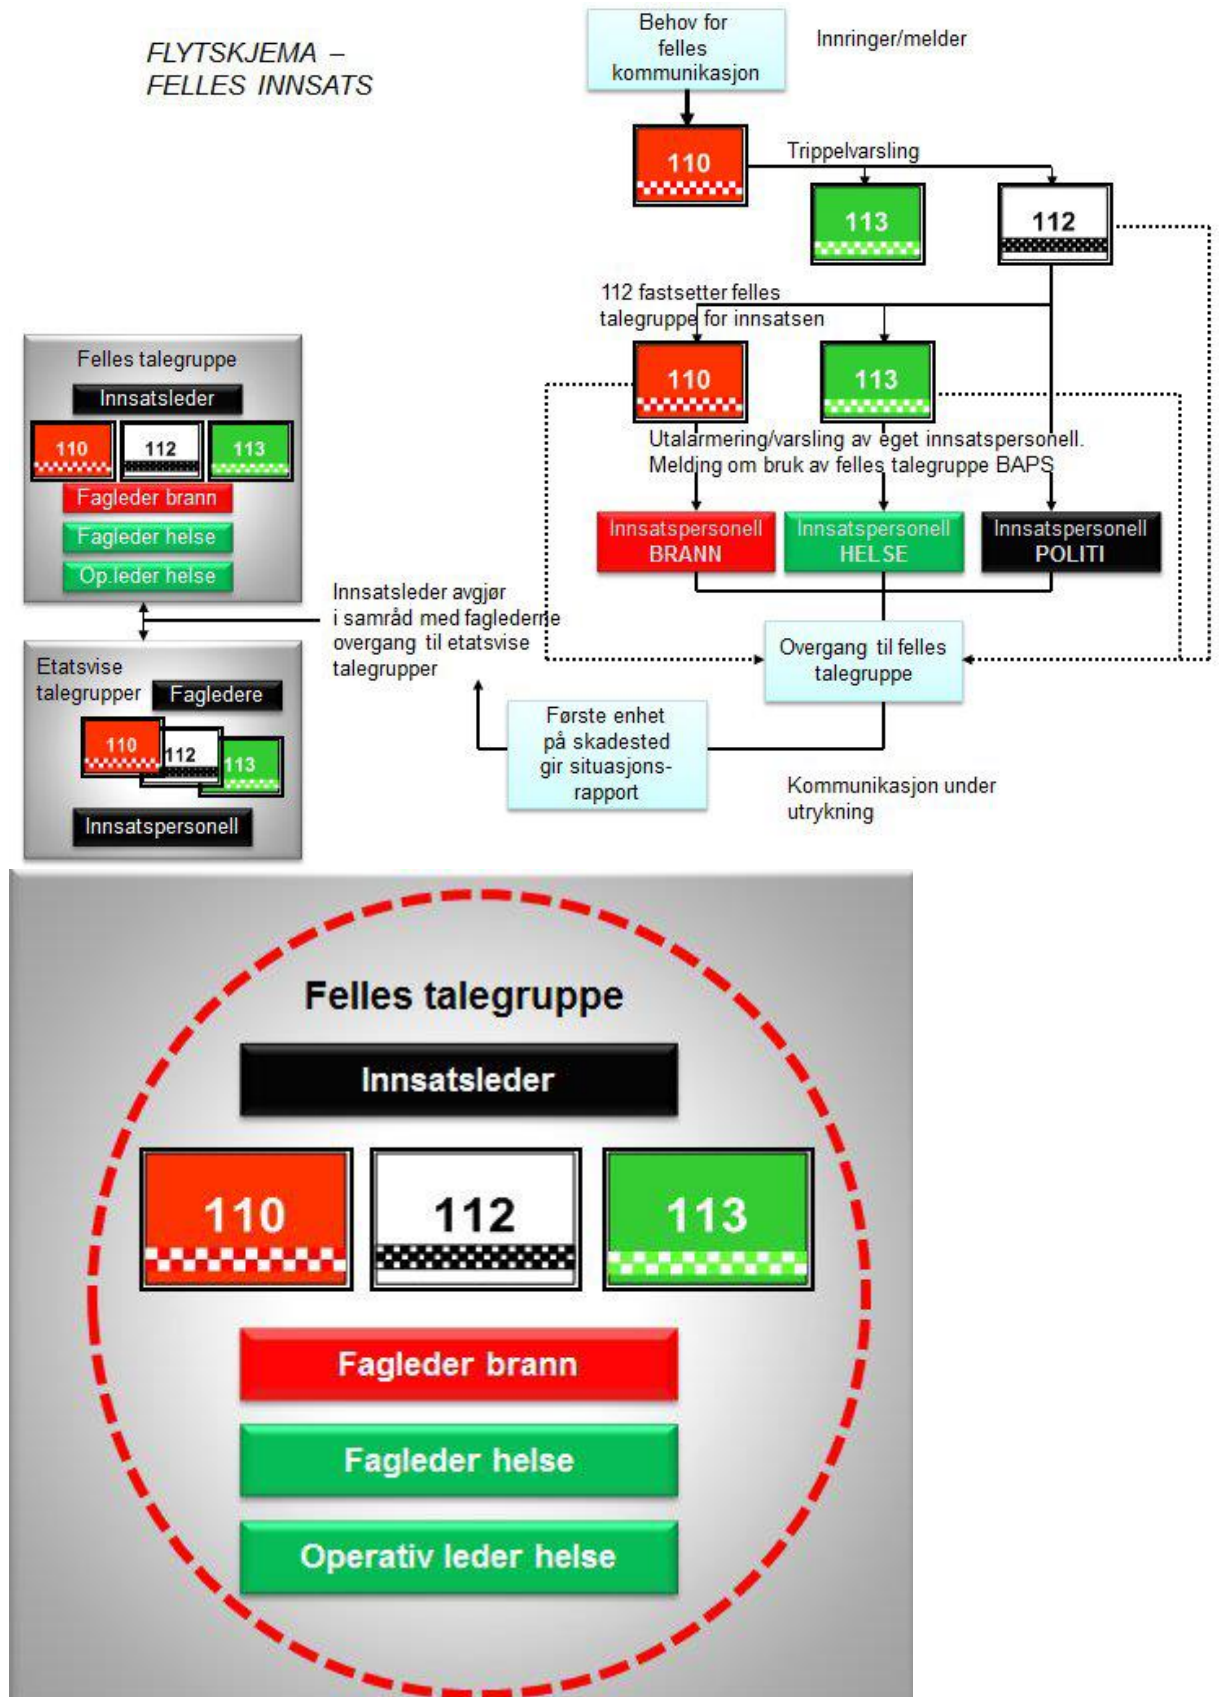 FLYTSKJEMA –
FELLES INNSATS
Behov for
felles
kommunikasjon
Innringer/melder
110
Trippelvarsling
113
112
112 fastsetter felles
talegruppe for innsatsen
110
113
Utalarmering/varsling av eget innsatspersonell.
Melding om bruk av felles talegruppe BAPS
Innsatspersonell
BRANN
Innsatspersonell
HELSE
Innsatspersonell
POLITI
Overgang til felles
talegruppe
Første enhet
på skadested
gir situasjons-
rapport
Kommunikasjon under
utrykning
Innsatsleder avgjør
i samråd med faglederne
overgang til etatsvise
talegrupper
Felles talegruppe
Innsatsleder
110
112
113
Fagleder brann
Fagleder helse
Op.leder helse
Etatsvise
talegrupper
Fagledere
110
112
113
Innsatspersonell
Felles talegruppe
Innsatsleder
110
112
113
Fagleder brann
Fagleder helse
Operativ leder helse